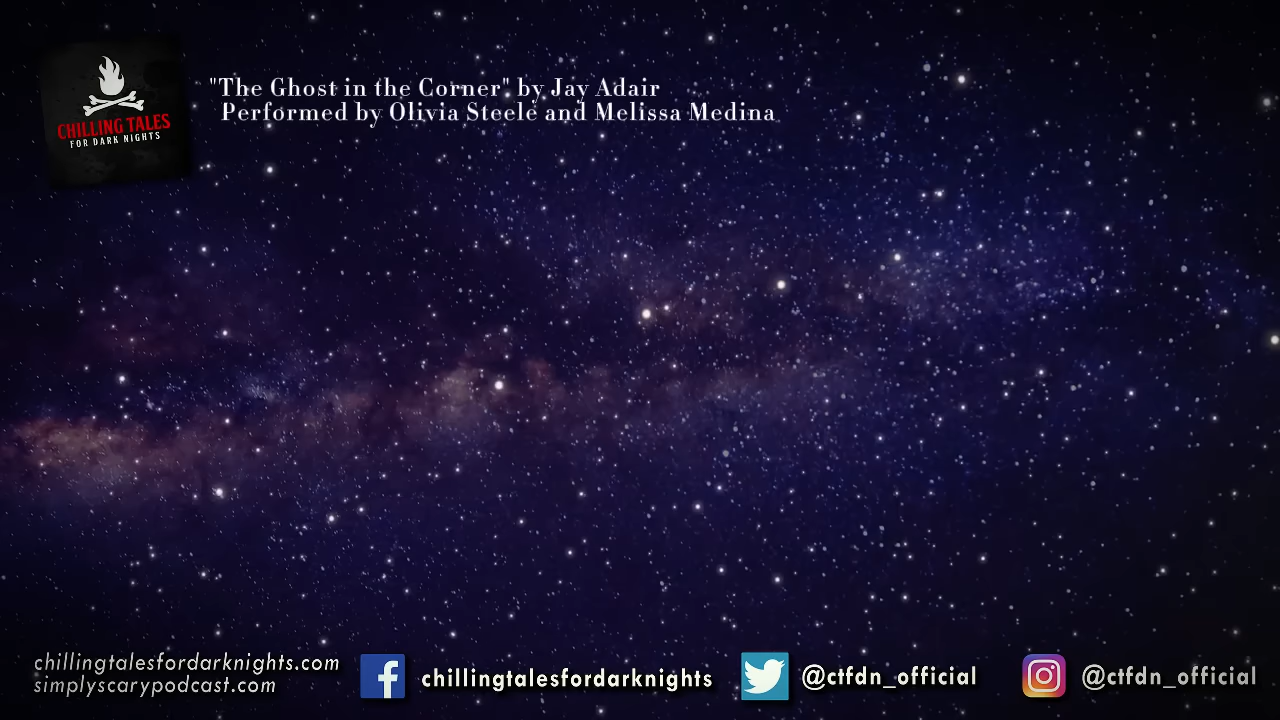 CHILLING TALES
FOR DARK NIGHTS
"The Ghost in the Corner" by Jay Adair
Performed by Olivia Steele and Melissa Medina
chillingtalesfordarknights.com
simplyscarypodcast.com
chillingtalesfordarknights
@ctfdn_official
@ctfdn_official